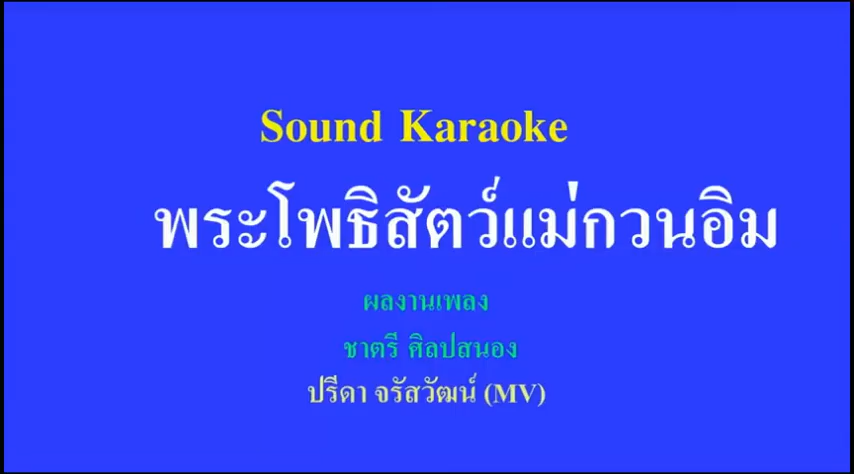 Sound Karaoke
พระโพธิสัตว์แม่กวนอิม
ผลงานเพลง
ชาตรี ศิลปสนอง
ปรีดา จรัสวัฒน์ (MV)